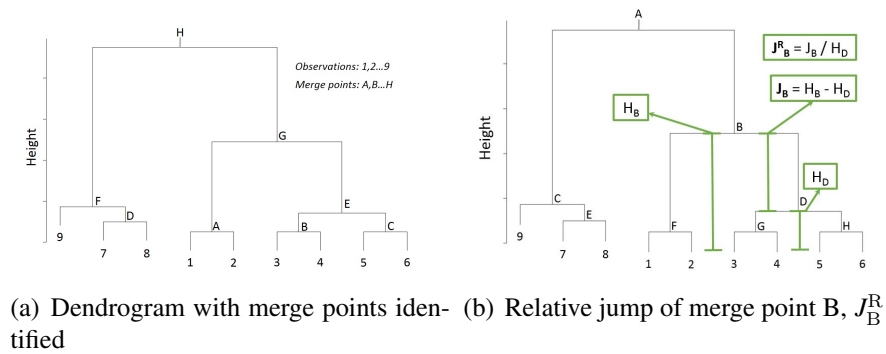 H
Observations: 1,2...9
Merge points: A,B...H
Height
G
F
D
E
A
B
C
9
7
8
1
2
3
4
5
6
A
J^R_B = J_B / H_D
J_B = H_B - H_D
H_B
B
Height
H_D
C
D
E
F
G
H
9
7
8
1
2
3
4
5
6
(a) Dendrogram with merge points iden-
tified
(b) Relative jump of merge point B, J^R_B